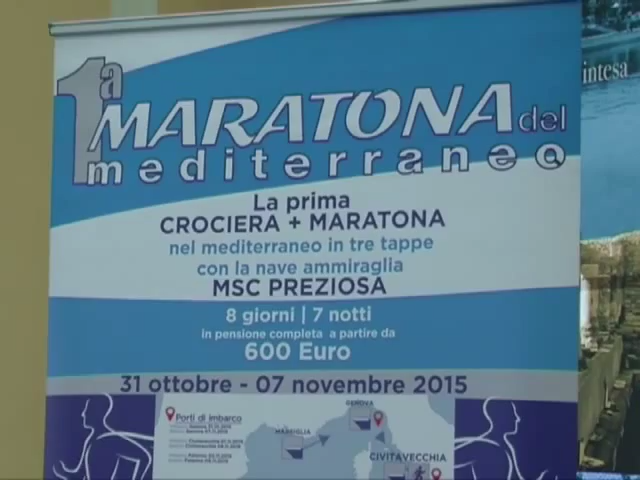 1a MARATONA del
mediterraneo
La prima
CROCIERA + MARATONA
nel mediterraneo in tre tappe
con la nave ammiraglia
MSC PREZIOSA
8 giorni | 7 notti
in pensione completa a partire da
600 Euro
31 ottobre - 07 novembre 2015
Porti di imbarco
GENOVA
MARSIGLIA
CIVITAVECCHIA
intesa